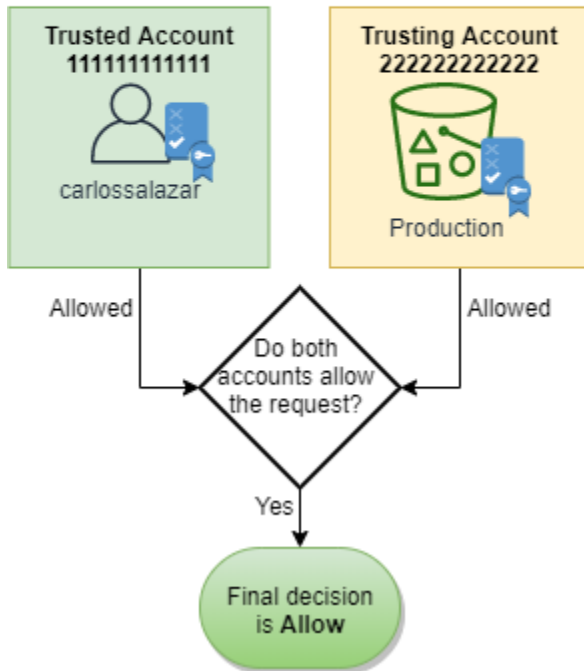 Trusted Account
111111111111
carlossalazar
Trusting Account
222222222222
Production
Allowed
Allowed
Do both
accounts allow
the request?
Yes
Final decision
is Allow